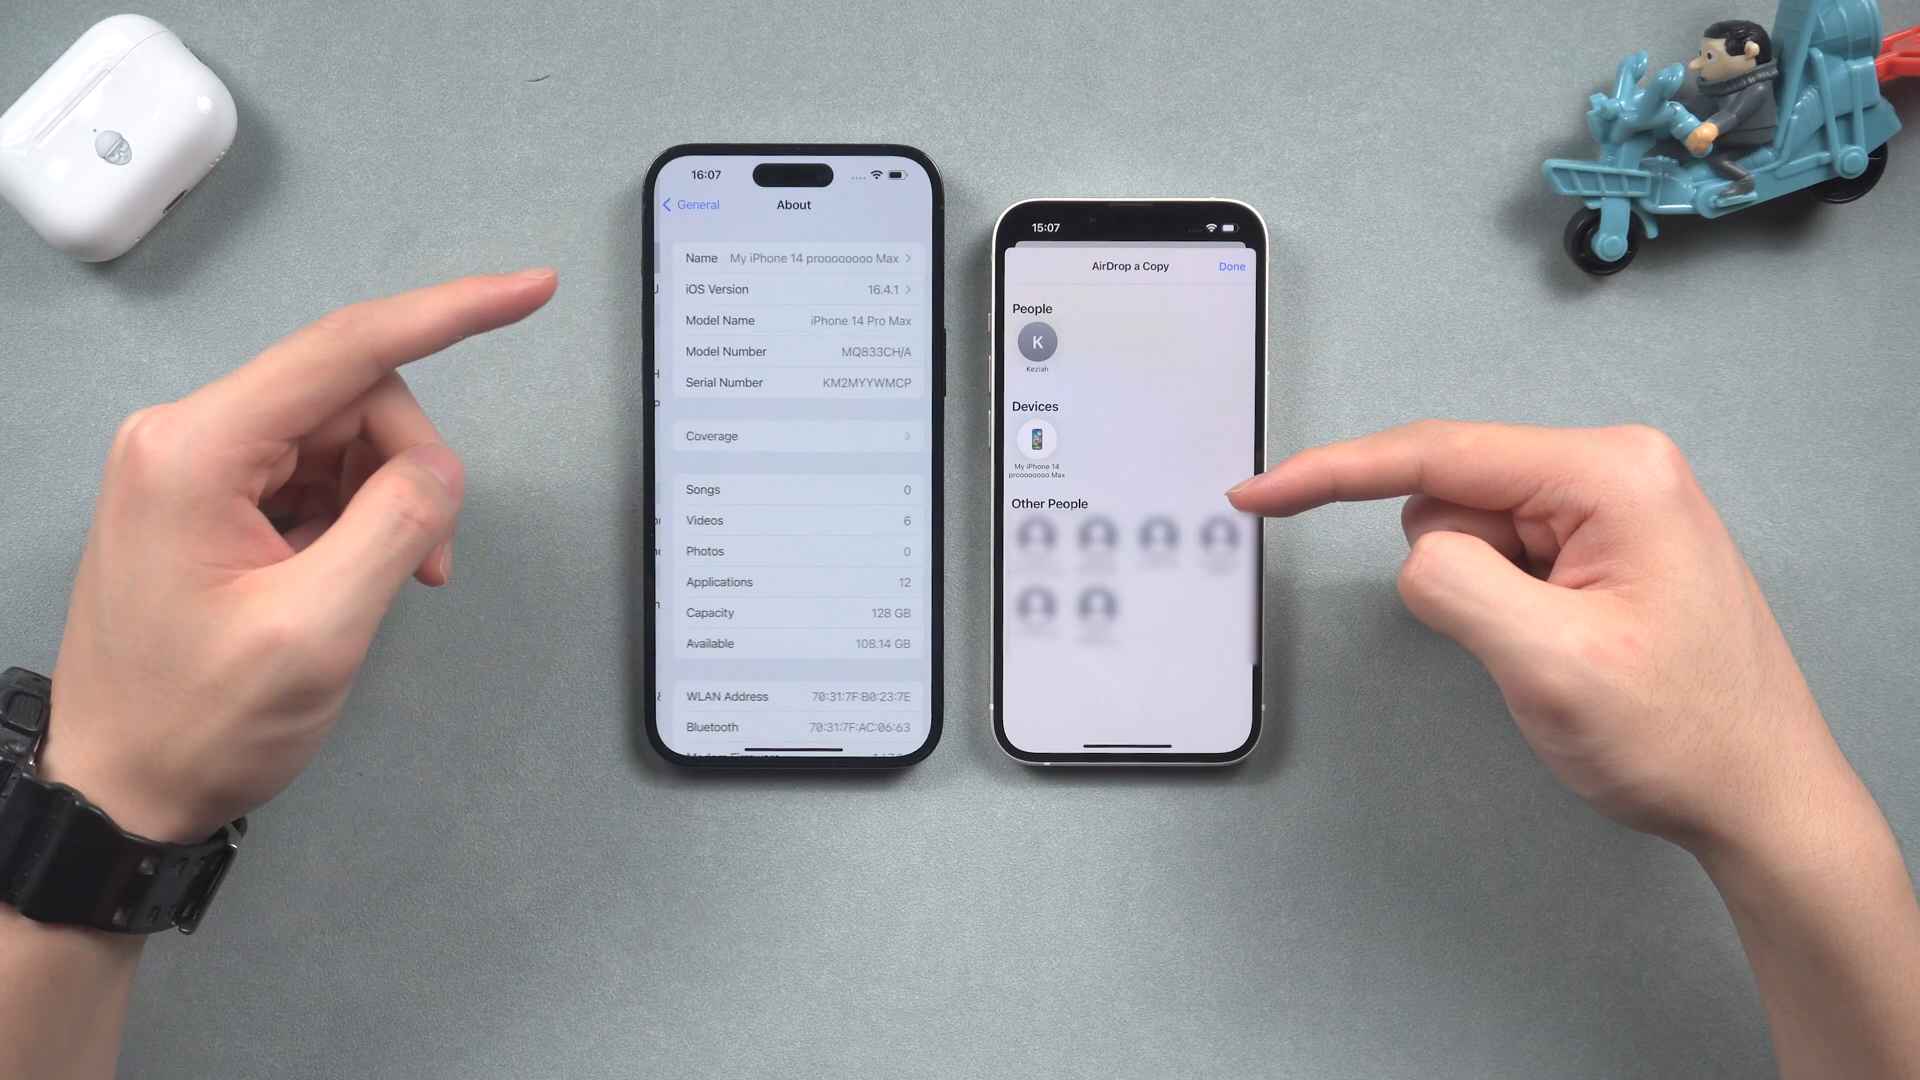 16:07
General
About
Name My iPhone 14 proooooooo Max
iOS Version 16.4.1
Model Name iPhone 14 Pro Max
Model Number MQ833CH/A
Serial Number KM2MYYWMCP
Coverage
Songs 0
Videos 6
Photos 0
Applications 12
Capacity 128 GB
Available 108.14 GB
WLAN Address 70:31:7F:B0:23:7E
Bluetooth 70:31:7F:AC:06:63
15:07
AirDrop a Copy
Done
People
K
Keziah
Devices
My iPhone 14
proooooooo Max
Other People